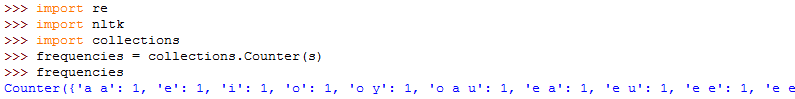 >>> import re
>>> import nltk
>>> import collections
>>> frequencies = collections.Counter(s)
>>> frequencies
Counter({'a a': 1, 'e': 1, 'i': 1, 'o': 1, 'o y': 1, 'o a u': 1, 'e a': 1, 'e u': 1, 'e e': 1, 'e e